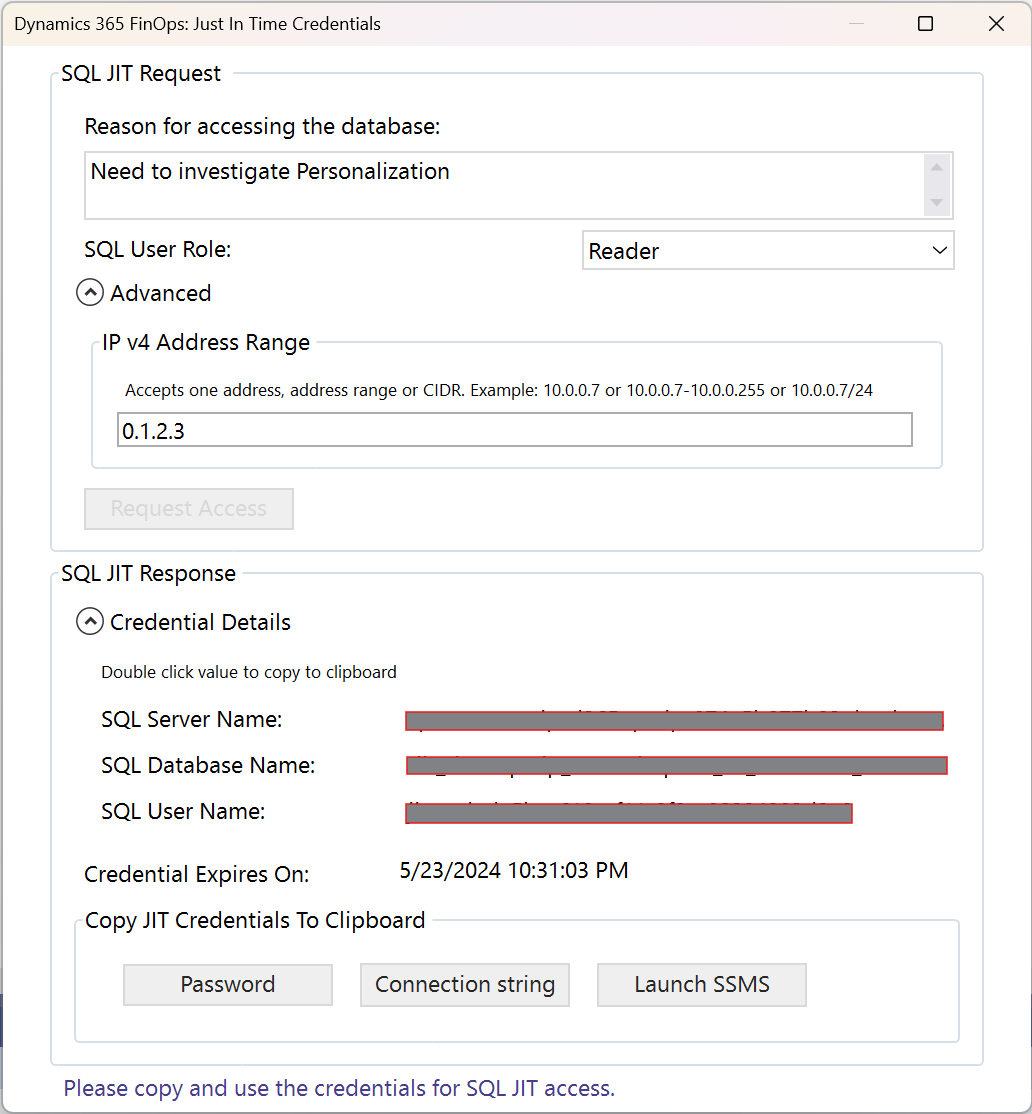 Dynamics 365 FinOps: Just In Time Credentials
SQL JIT Request
Reason for accessing the database:
Need to investigate Personalization
SQL User Role:
Reader
Advanced
IP v4 Address Range
Accepts one address, address range or CIDR. Example: 10.0.0.7 or 10.0.0.7-10.0.0.255 or 10.0.0.7/24
0.1.2.3
Request Access
SQL JIT Response
Credential Details
Double click value to copy to clipboard
SQL Server Name:
SQL Database Name:
SQL User Name:
Credential Expires On: 5/23/2024 10:31:03 PM
Copy JIT Credentials To Clipboard
Password Connection string Launch SSMS
Please copy and use the credentials for SQL JIT access.